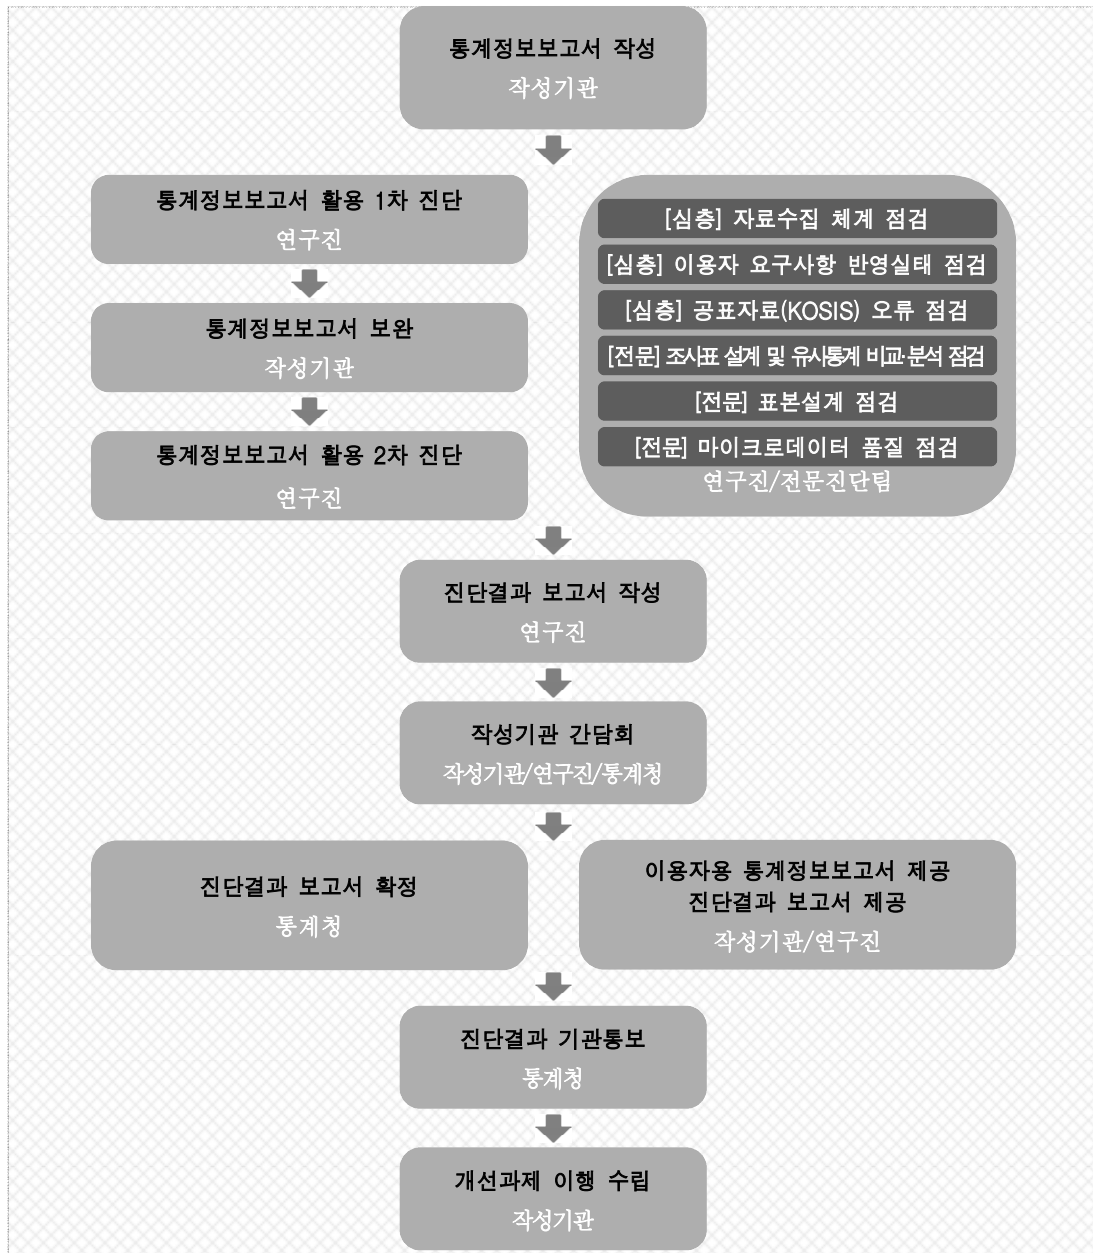 통계정보보고서 작성
작성기관
통계정보보고서 활용 1차 진단
연구진
통계정보보고서 보완
작성기관
통계정보보고서 활용 2차 진단
연구진
[심층] 자료수집 체계 점검
[심층] 이용자 요구사항 반영실태 점검
[심층] 공표자료(KOSIS) 오류 점검
[전문] 조사표 설계 및 유사통계 비교·분석 점검
[전문] 표본설계 점검
[전문] 마이크로데이터 품질 점검
연구진/전문진단팀
진단결과 보고서 작성
연구진
작성기관 간담회
작성기관/연구진/통계청
진단결과 보고서 확정
통계청
이용자용 통계정보보고서 제공
진단결과 보고서 제공
작성기관/연구진
진단결과 기관통보
통계청
개선과제 이행 수립
작성기관